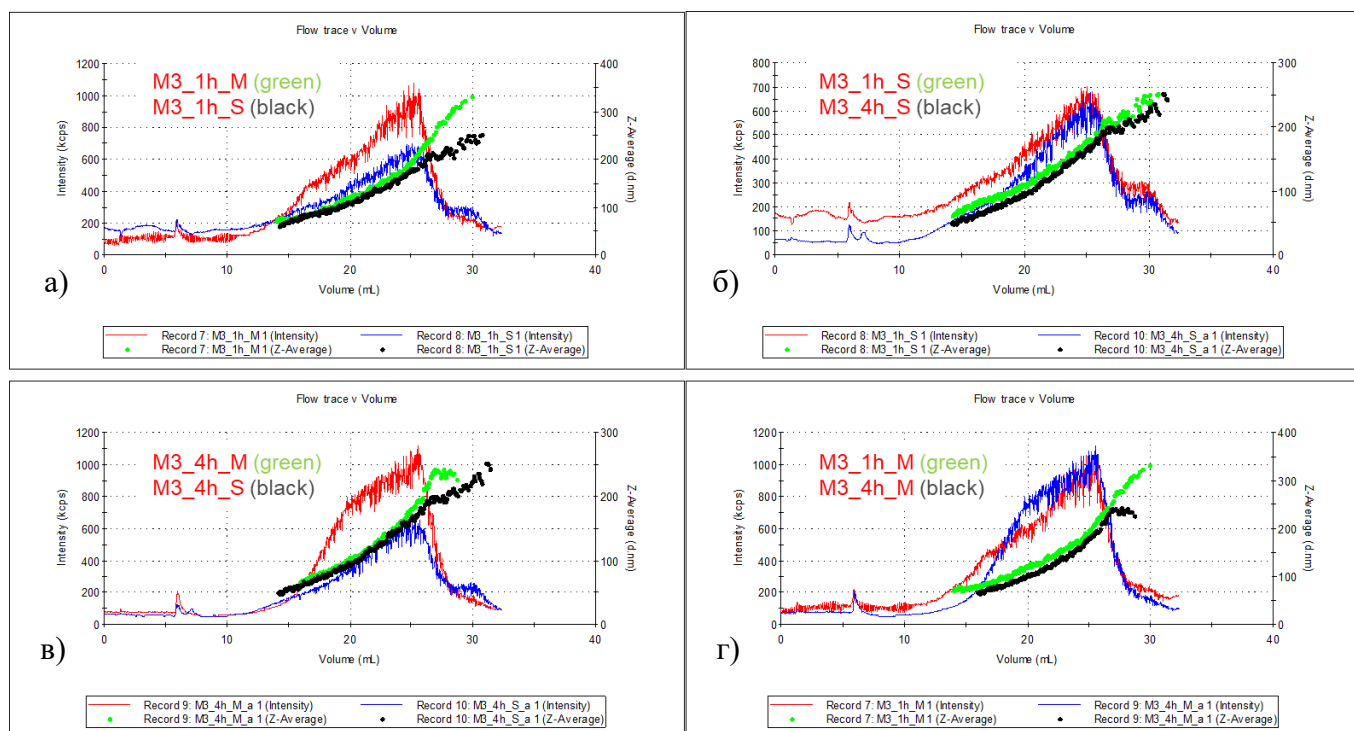 Flow trace v Volume
M3_1h_M (green)
M3_1h_S (black)
1200
1000
800
600
400
200
0
Intensity (kcps)
400
300
200
100
0
Z-Average (d.nm)
0 10 20 30 40
Volume (mL)
а)
Record 7: M3_1h_M 1 (Intensity) Record 8: M3_1h_S 1 (Intensity)
Record 7: M3_1h_M 1 (Z-Average) Record 8: M3_1h_S 1 (Z-Average)
Flow trace v Volume
M3_1h_S (green)
M3_4h_S (black)
800
700
600
500
400
300
200
100
0
Intensity (kcps)
300
200
100
0
Z-Average (d.nm)
0 10 20 30 40
Volume (mL)
б)
Record 8: M3_1h_S 1 (Intensity) Record 10: M3_4h_S_a 1 (Intensity)
Record 8: M3_1h_S 1 (Z-Average) Record 10: M3_4h_S_a 1 (Z-Average)
Flow trace v Volume
M3_4h_M (green)
M3_4h_S (black)
1200
1000
800
600
400
200
0
Intensity (kcps)
300
200
100
0
Z-Average (d.nm)
0 10 20 30 40
Volume (mL)
в)
Record 9: M3_4h_M_a 1 (Intensity) Record 10: M3_4h_S_a 1 (Intensity)
Record 9: M3_4h_M_a 1 (Z-Average) Record 10: M3_4h_S_a 1 (Z-Average)
Flow trace v Volume
M3_1h_M (green)
M3_4h_M (black)
1200
1000
800
600
400
200
0
Intensity (kcps)
400
300
200
100
0
Z-Average (d.nm)
0 10 20 30 40
Volume (mL)
г)
Record 7: M3_1h_M 1 (Intensity) Record 9: M3_4h_M_a 1 (Intensity)
Record 7: M3_1h_M 1 (Z-Average) Record 9: M3_4h_M_a 1 (Z-Average)